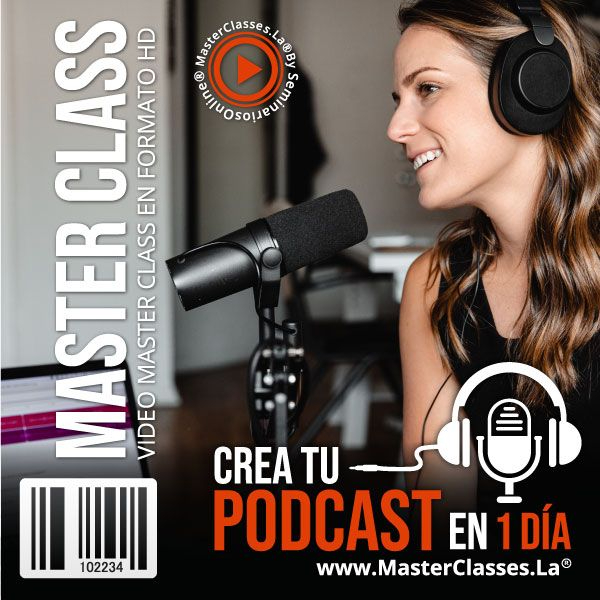 MASTER CLASS
VIDEO MASTER CLASS EN FORMATO HD
MasterClasses.La® By SeminariosOnline®
CREA TU
PODCAST EN 1 DÍA
www.MasterClasses.La®
102234